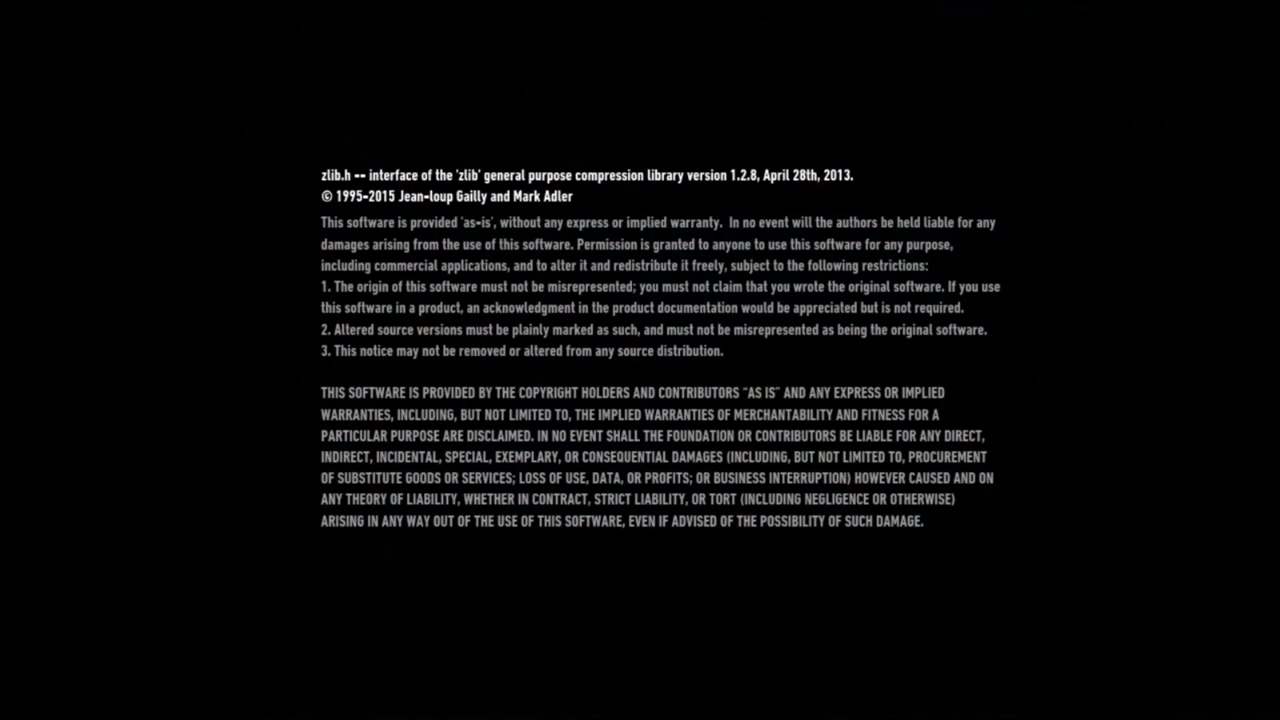 zlib.h -- interface of the 'zlib' general purpose compression library version 1.2.8, April 28th, 2013.
© 1995-2015 Jean-loup Gailly and Mark Adler
This software is provided 'as-is', without any express or implied warranty.  In no event will the authors be held liable for any
damages arising from the use of this software. Permission is granted to anyone to use this software for any purpose,
including commercial applications, and to alter it and redistribute it freely, subject to the following restrictions:
1. The origin of this software must not be misrepresented; you must not claim that you wrote the original software. If you use
this software in a product, an acknowledgment in the product documentation would be appreciated but is not required.
2. Altered source versions must be plainly marked as such, and must not be misrepresented as being the original software.
3. This notice may not be removed or altered from any source distribution.
THIS SOFTWARE IS PROVIDED BY THE COPYRIGHT HOLDERS AND CONTRIBUTORS "AS IS" AND ANY EXPRESS OR IMPLIED
WARRANTIES, INCLUDING, BUT NOT LIMITED TO, THE IMPLIED WARRANTIES OF MERCHANTABILITY AND FITNESS FOR A
PARTICULAR PURPOSE ARE DISCLAIMED. IN NO EVENT SHALL THE FOUNDATION OR CONTRIBUTORS BE LIABLE FOR ANY DIRECT,
INDIRECT, INCIDENTAL, SPECIAL, EXEMPLARY, OR CONSEQUENTIAL DAMAGES (INCLUDING, BUT NOT LIMITED TO, PROCUREMENT
OF SUBSTITUTE GOODS OR SERVICES; LOSS OF USE, DATA, OR PROFITS; OR BUSINESS INTERRUPTION) HOWEVER CAUSED AND ON
ANY THEORY OF LIABILITY, WHETHER IN CONTRACT, STRICT LIABILITY, OR TORT (INCLUDING NEGLIGENCE OR OTHERWISE)
ARISING IN ANY WAY OUT OF THE USE OF THIS SOFTWARE, EVEN IF ADVISED OF THE POSSIBILITY OF SUCH DAMAGE.